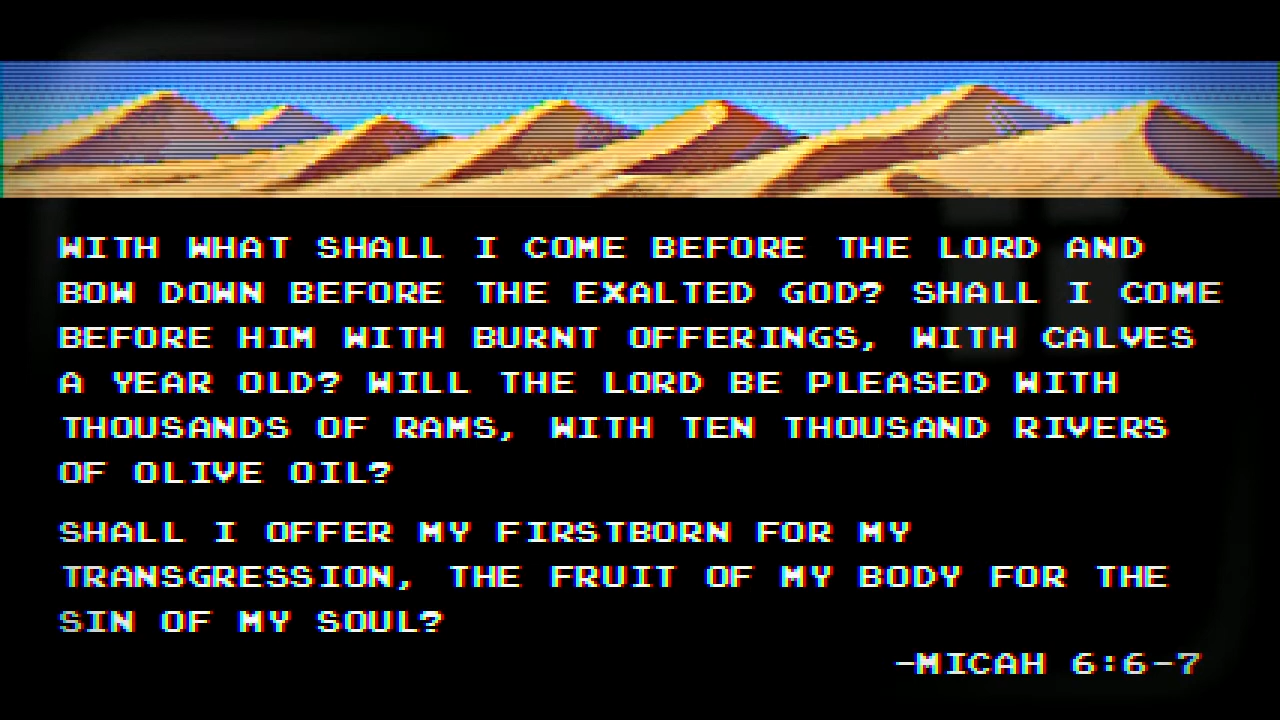 WITH WHAT SHALL I COME BEFORE THE LORD AND
BOW DOWN BEFORE THE EXALTED GOD? SHALL I COME
BEFORE HIM WITH BURNT OFFERINGS, WITH CALVES
A YEAR OLD? WILL THE LORD BE PLEASED WITH
THOUSANDS OF RAMS, WITH TEN THOUSAND RIVERS
OF OLIVE OIL?
SHALL I OFFER MY FIRSTBORN FOR MY
TRANSGRESSION, THE FRUIT OF MY BODY FOR THE
SIN OF MY SOUL?
-MICAH 6:6-7